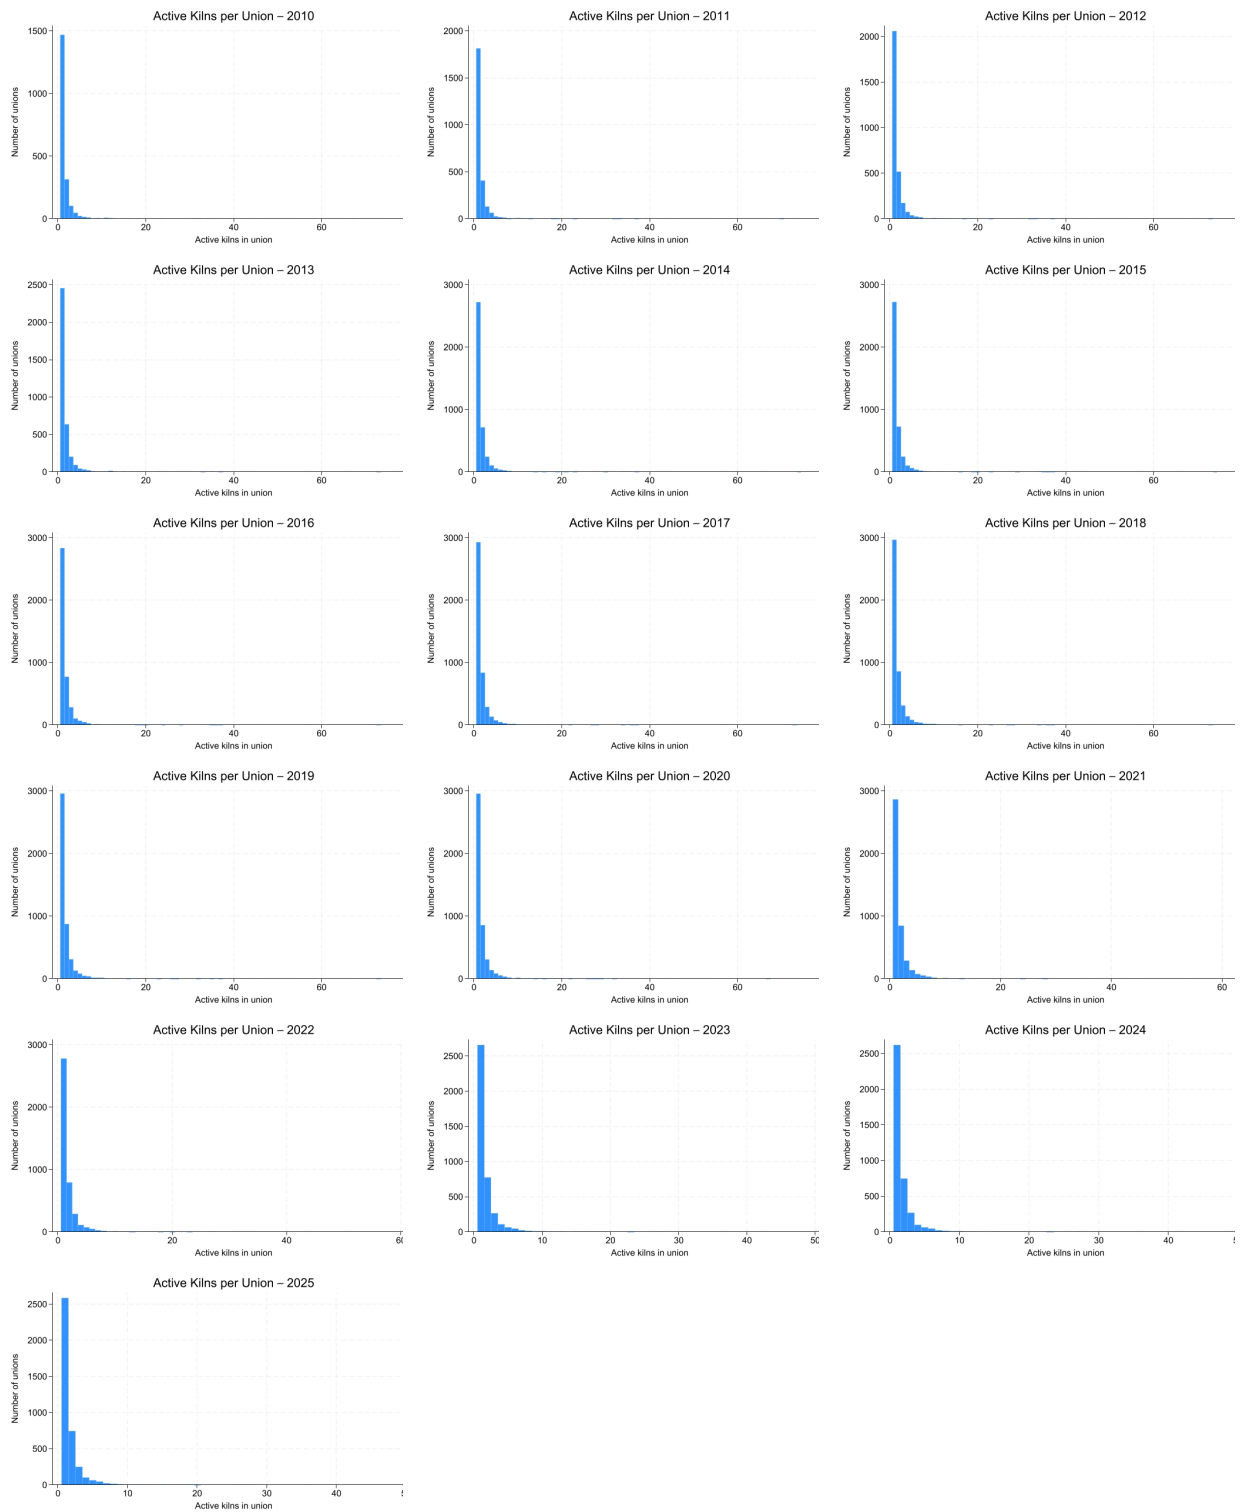 Active Kilns per Union – 2010
Number of unions
1500
1000
500
0
0 20 40 60
Active kilns in union
Active Kilns per Union – 2011
Number of unions
2000
1500
1000
500
0
0 20 40 60
Active kilns in union
Active Kilns per Union – 2012
Number of unions
2000
1500
1000
500
0
0 20 40 60
Active kilns in union
Active Kilns per Union – 2013
Number of unions
2500
2000
1500
1000
500
0
0 20 40 60
Active kilns in union
Active Kilns per Union – 2014
Number of unions
3000
2000
1000
0
0 20 40 60
Active kilns in union
Active Kilns per Union – 2015
Number of unions
3000
2000
1000
0
0 20 40 60
Active kilns in union
Active Kilns per Union – 2016
Number of unions
3000
2000
1000
0
0 20 40 60
Active kilns in union
Active Kilns per Union – 2017
Number of unions
3000
2000
1000
0
0 20 40 60
Active kilns in union
Active Kilns per Union – 2018
Number of unions
3000
2000
1000
0
0 20 40 60
Active kilns in union
Active Kilns per Union – 2019
Number of unions
3000
2000
1000
0
0 20 40 60
Active kilns in union
Active Kilns per Union – 2020
Number of unions
3000
2000
1000
0
0 20 40 60
Active kilns in union
Active Kilns per Union – 2021
Number of unions
3000
2000
1000
0
0 20 40 60
Active kilns in union
Active Kilns per Union – 2022
Number of unions
3000
2000
1000
0
0 20 40
Active kilns in union
Active Kilns per Union – 2023
Number of unions
2500
2000
1500
1000
500
0
0 10 20 30 40
Active kilns in union
Active Kilns per Union – 2024
Number of unions
2500
2000
1500
1000
500
0
0 10 20 30 40
Active kilns in union
Active Kilns per Union – 2025
Number of unions
2500
2000
1500
1000
500
0
0 10 20 30 40
Active kilns in union